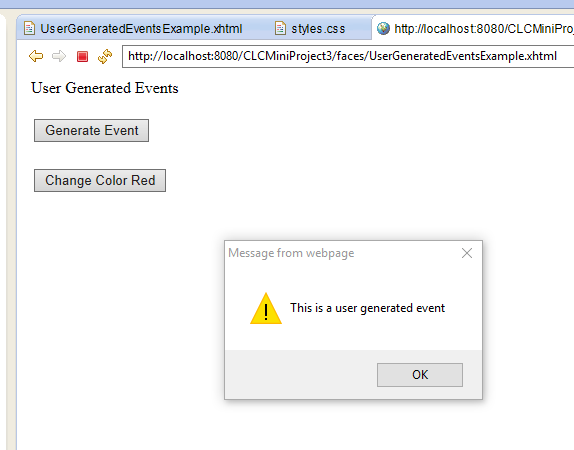 UserGeneratedEventsExample.xhtml styles.css http://localhost:8080/CLCMiniProj
http://localhost:8080/CLCMiniProject3/faces/UserGeneratedEventsExample.xhtml
User Generated Events
Generate Event
Change Color Red
Message from webpage
This is a user generated event
OK